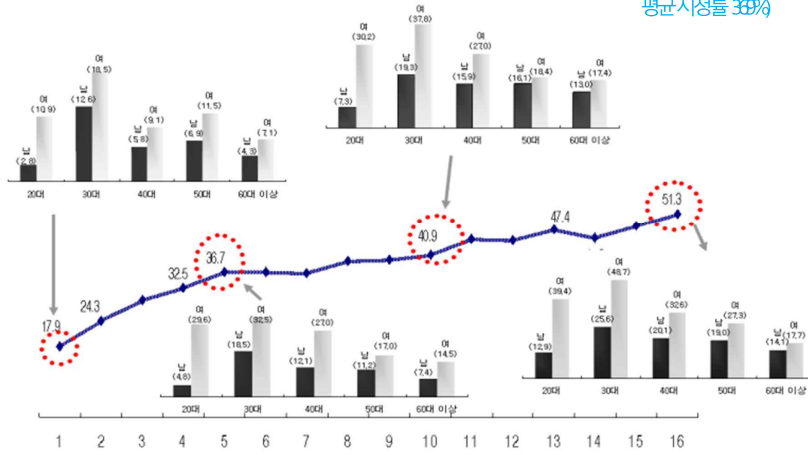 평균 시청률 36.9%)
여 (10.9) 남 (2.8)
여 (18.5) 남 (12.6)
여 (9.1) 남 (5.8)
여 (11.5) 남 (6.9)
여 (7.1) 남 (4.3)
20대 30대 40대 50대 60대 이상
여 (30.2) 남 (7.3)
여 (37.8) 남 (19.3)
여 (27.0) 남 (15.9)
여 (18.4) 남 (16.1)
여 (17.4) 남 (13.0)
20대 30대 40대 50대 60대 이상
17.9 24.3 32.5 36.7 40.9 47.4 51.3
여 (29.6) 남 (4.8)
여 (32.5) 남 (18.5)
여 (27.0) 남 (12.1)
여 (17.0) 남 (11.2)
여 (14.5) 남 (7.4)
20대 30대 40대 50대 60대 이상
여 (39.4) 남 (12.9)
여 (48.7) 남 (25.6)
여 (32.6) 남 (20.1)
여 (27.3) 남 (19.0)
여 (17.7) 남 (14.1)
20대 30대 40대 50대 60대 이상
1 2 3 4 5 6 7 8 9 10 11 12 13 14 15 16